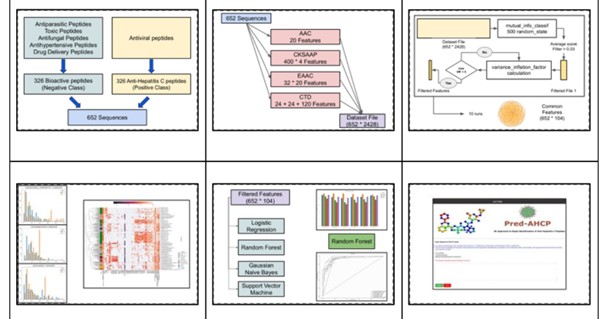 Antiparasitic Peptides
Toxic Peptides
Antifungal Peptides
Antihypertensive Peptides
Drug Delivery Peptides
Antiviral peptides
326 Bioactive peptides
(Negative Class)
326 Anti-Hepatitis C peptides
(Positive Class)
652 Sequences
652 Sequences
AAC
20 Features
CKSAAP
400 * 4 Features
EAAC
32 * 20 Features
CTD
24 + 24 + 120 Features
Dataset File
(652 * 2428)
Dataset File
(652 * 2428)
mutual_info_classif
500 random_state
Average score
Filter > 0.03
No
variance_inflation_factor
calculation
Yes
Filtered Features
Filtered File 1
10 runs
Common
Features
(652 * 104)
Filtered Features
(652 * 104)
Logistic
Regression
Random Forest
Gaussian
Naive Bayes
Support Vector
Machine
Random Forest
Pred-AHCP